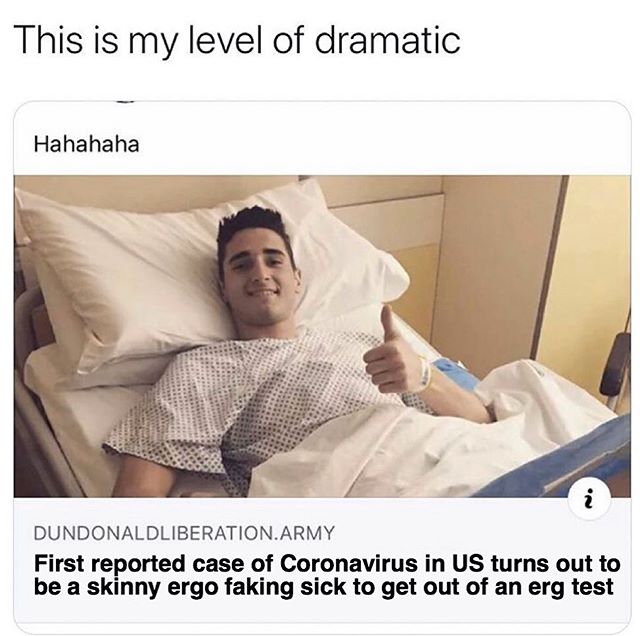 This is my level of dramatic
Hahahaha
i
DUNDONALDLIBERATION.ARMY
First reported case of Coronavirus in US turns out to
be a skinny ergo faking sick to get out of an erg test